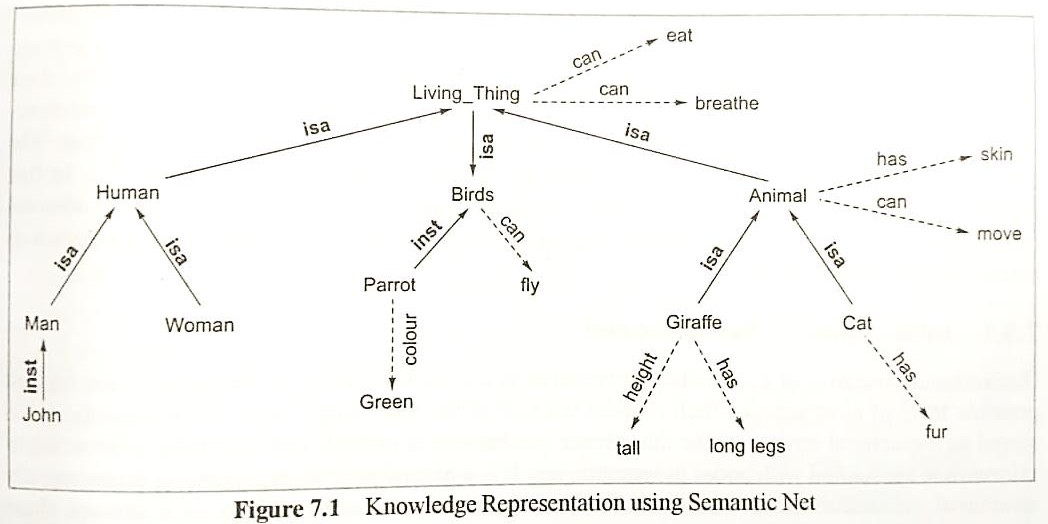 eat
can
Living_Thing
can
breathe
isa
isa
isa
has
skin
Human
Birds
Animal
can
move
isa
isa
inst
can
isa
isa
Parrot
fly
Man
Woman
colour
Giraffe
Cat
inst
height
has
has
John
Green
tall
long legs
fur
Figure 7.1 Knowledge Representation using Semantic Net